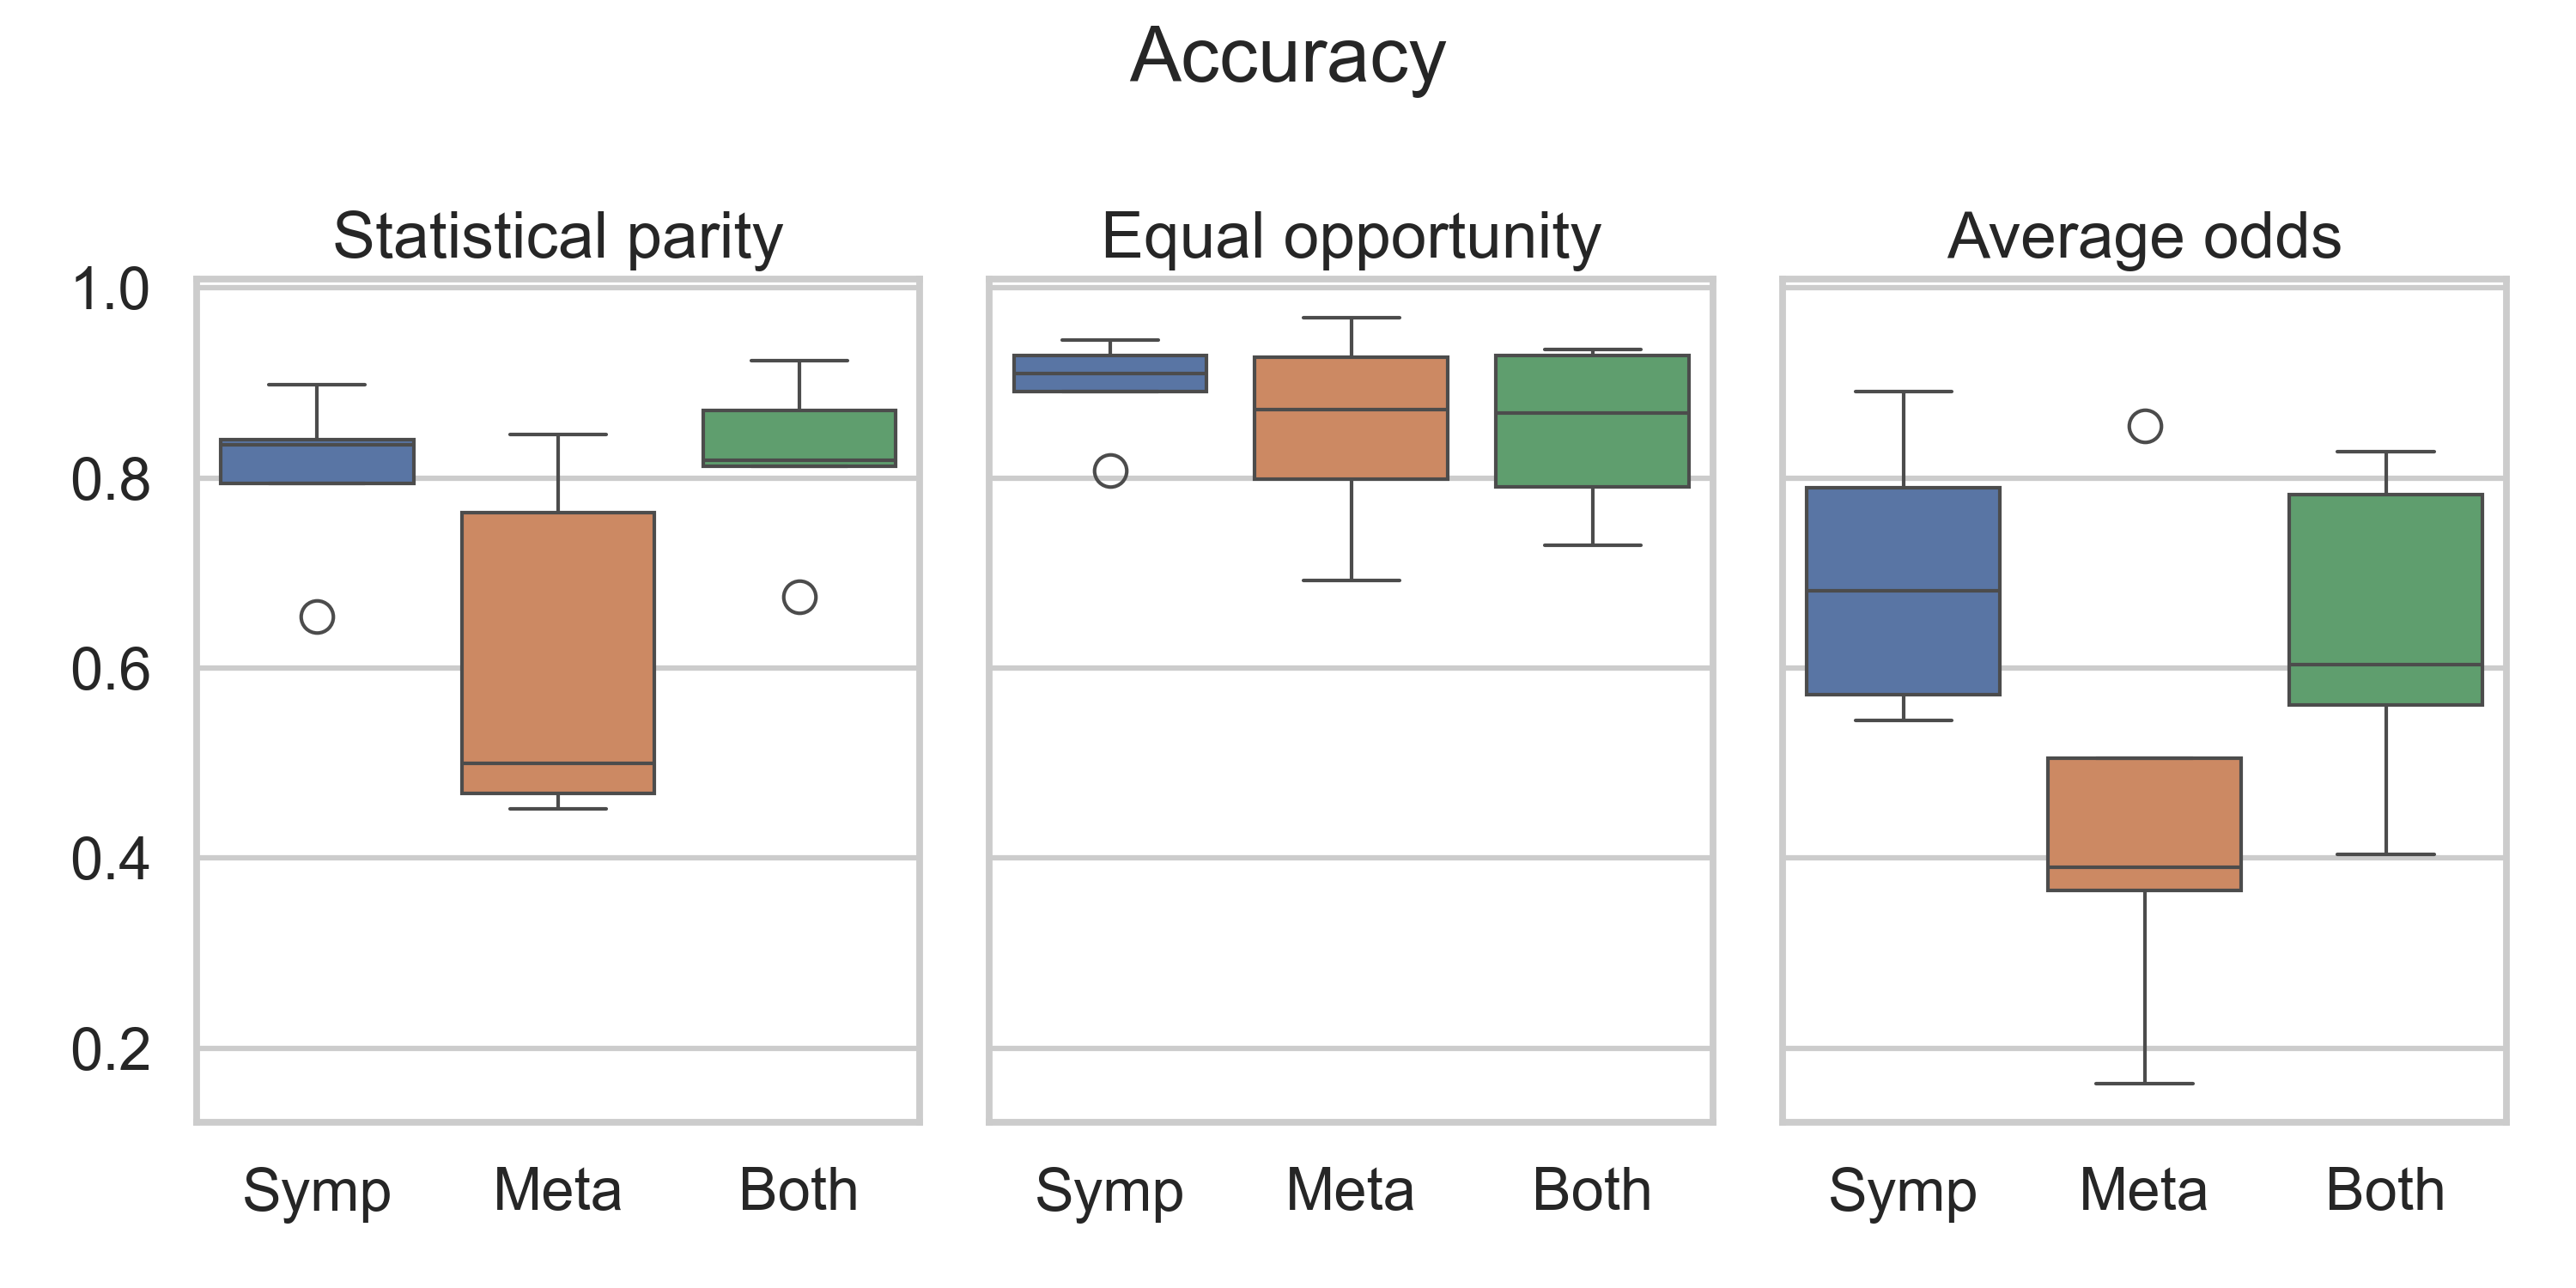 Accuracy
Statistical parity Equal opportunity Average odds
1.0
0.8
0.6
0.4
0.2
Symp Meta Both Symp Meta Both Symp Meta Both